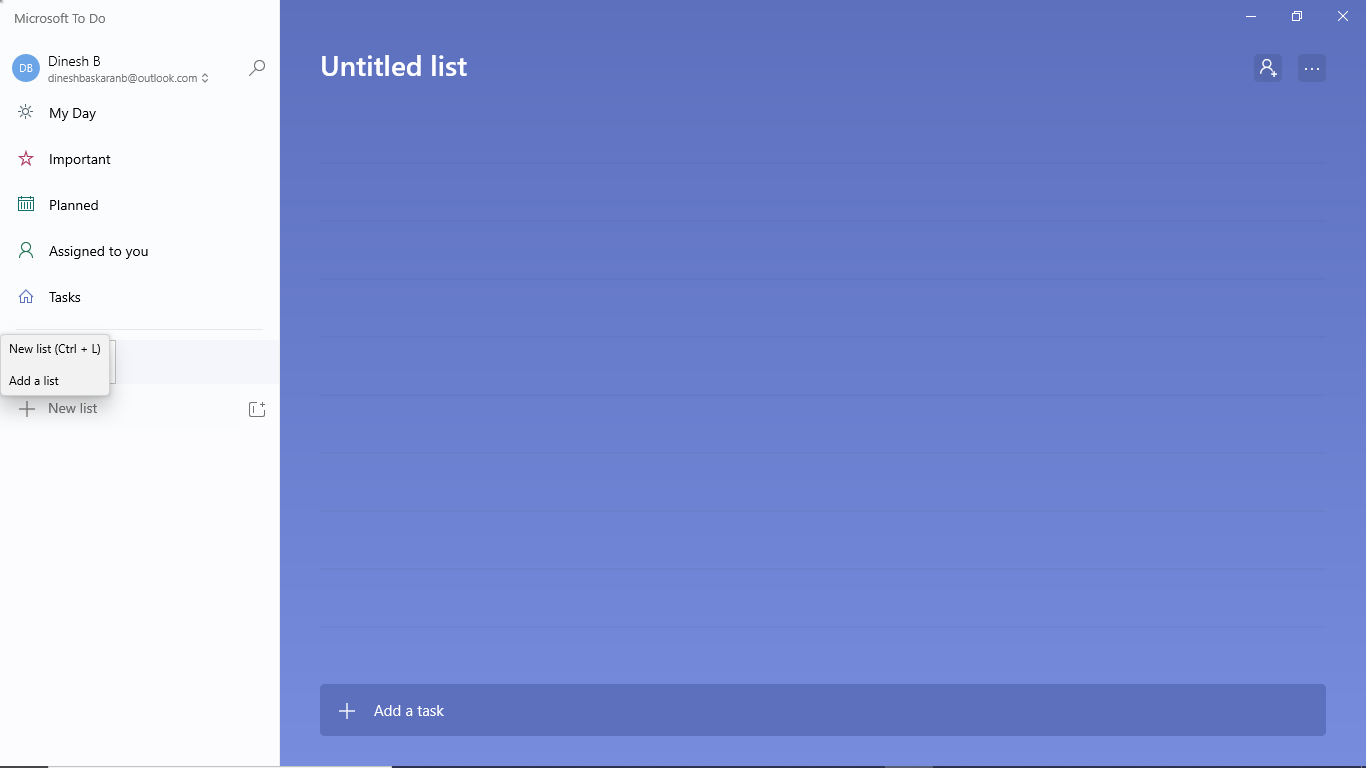 Microsoft To Do
DB
Dinesh B
dineshbaskaranb@outlook.com
My Day
Important
Planned
Assigned to you
Tasks
New list (Ctrl + L)
Add a list
New list
Untitled list
Add a task